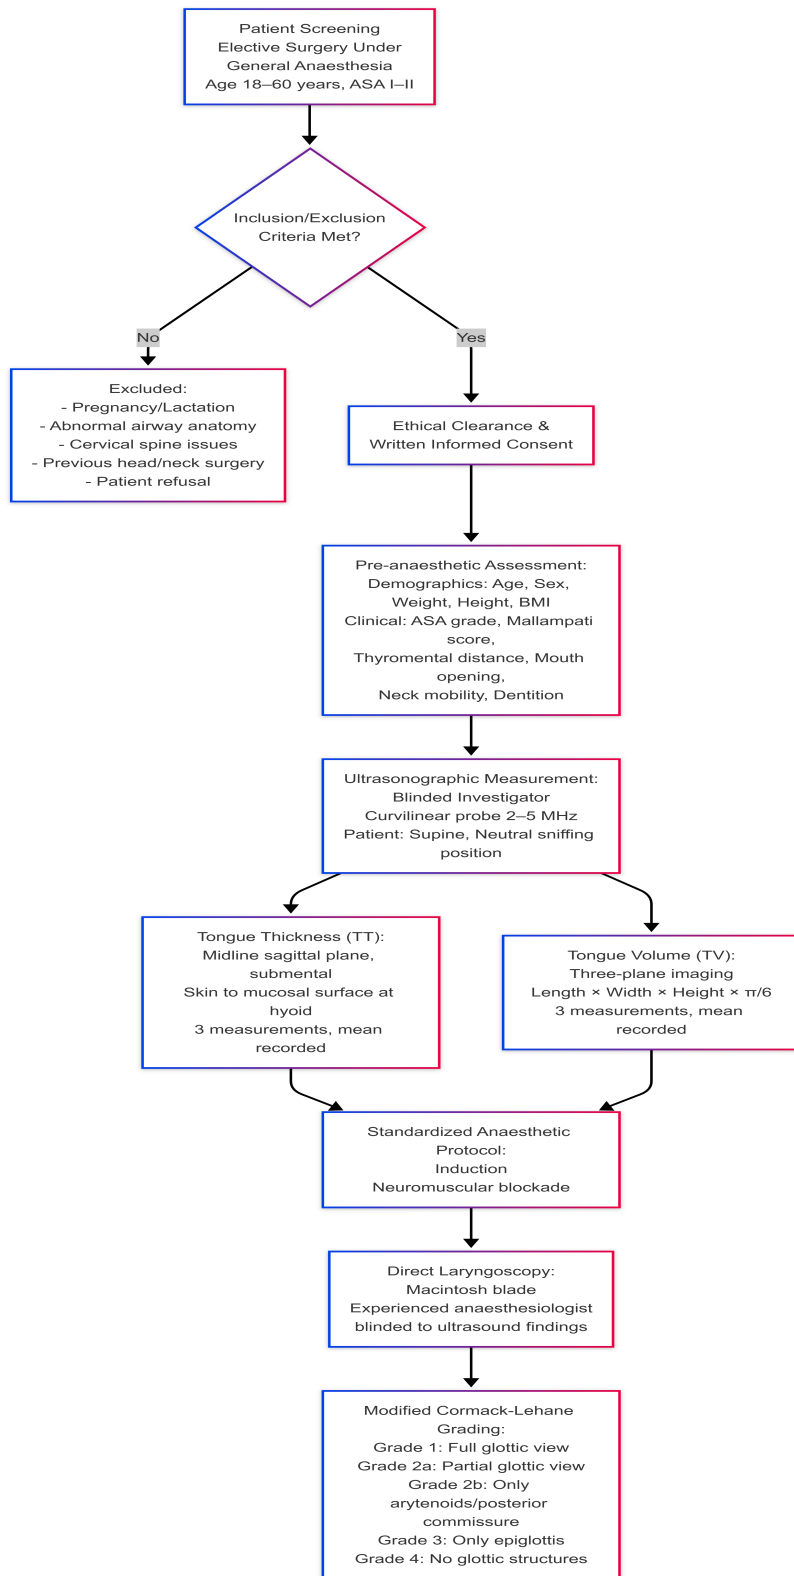 Patient Screening
Elective Surgery Under
General Anaesthesia
Age 18–60 years, ASA I–II
Inclusion/Exclusion
Criteria Met?
No
Yes
Excluded:
- Pregnancy/Lactation
- Abnormal airway anatomy
- Cervical spine issues
- Previous head/neck surgery
- Patient refusal
Ethical Clearance &
Written Informed Consent
Pre-anaesthetic Assessment:
Demographics: Age, Sex,
Weight, Height, BMI
Clinical: ASA grade, Mallampati
score,
Thyromental distance, Mouth
opening,
Neck mobility, Dentition
Ultrasonographic Measurement:
Blinded Investigator
Curvilinear probe 2–5 MHz
Patient: Supine, Neutral sniffing
position
Tongue Thickness (TT):
Midline sagittal plane,
submental
Skin to mucosal surface at
hyoid
3 measurements, mean
recorded
Tongue Volume (TV):
Three-plane imaging
Length × Width × Height × π/6
3 measurements, mean
recorded
Standardized Anaesthetic
Protocol:
Induction
Neuromuscular blockade
Direct Laryngoscopy:
Macintosh blade
Experienced anaesthesiologist
blinded to ultrasound findings
Modified Cormack-Lehane
Grading:
Grade 1: Full glottic view
Grade 2a: Partial glottic view
Grade 2b: Only
arytenoids/posterior
commissure
Grade 3: Only epiglottis
Grade 4: No glottic structures